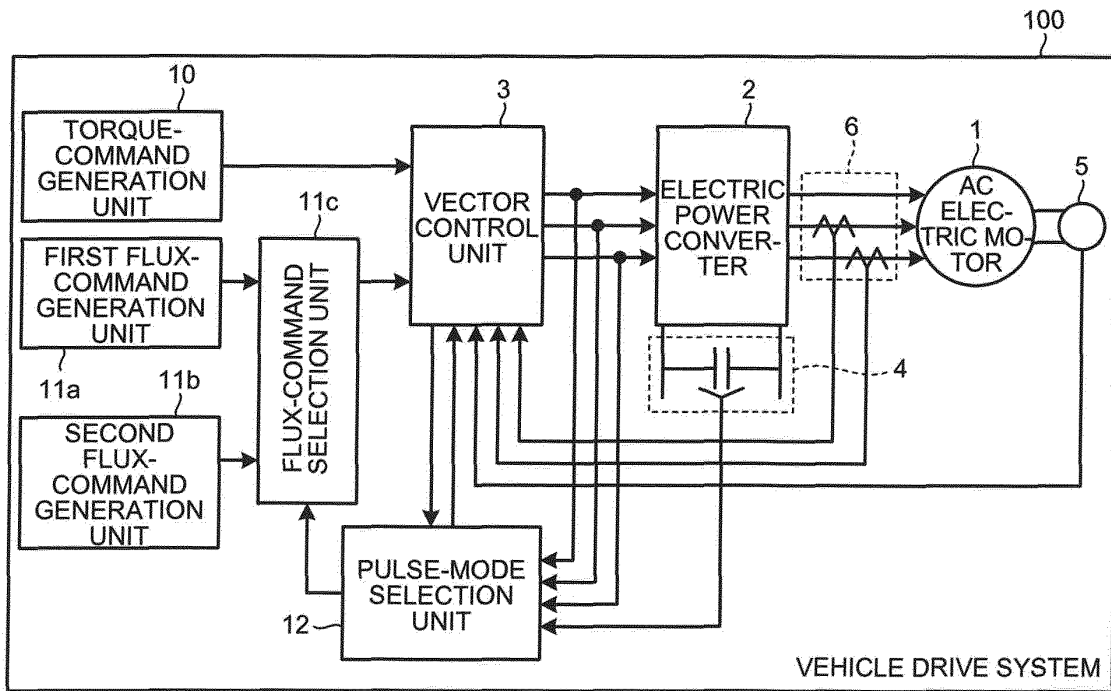 100
10
TORQUE-
COMMAND
GENERATION
UNIT
3
VECTOR
CONTROL
UNIT
2
ELECTRIC
POWER
CONVER-
TER
6
1
AC
ELEC-
TRIC MO-
TOR
5
11c
FLUX-COMMAND
SELECTION UNIT
FIRST FLUX-
COMMAND
GENERATION
UNIT
11a
11b
SECOND
FLUX-
COMMAND
GENERATION
UNIT
4
PULSE-MODE
SELECTION
UNIT
12
VEHICLE DRIVE SYSTEM